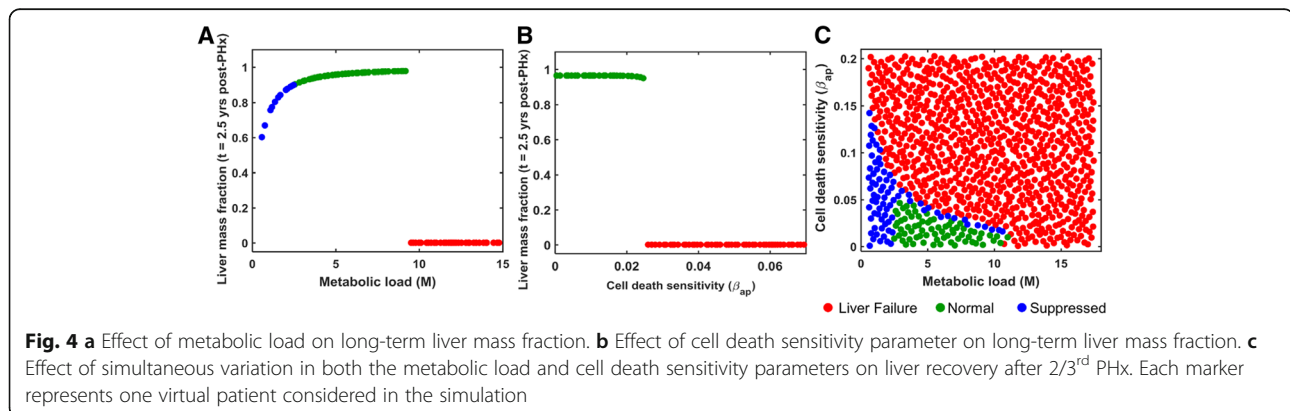 A
B
C
Liver mass fraction (t = 2.5 yrs post-PHx)
1
0.8
0.6
0.4
0.2
0
0
5
10
15
Metabolic load (M)
Liver mass fraction (t = 2.5 yrs post-PHx)
1
0.8
0.6
0.4
0.2
0
0
0.02
0.04
0.06
Cell death sensitivity (βap)
Cell death sensitivity (βap)
0.2
0.15
0.1
0.05
0
0
5
10
15
Metabolic load (M)
Liver Failure Normal Suppressed
Fig. 4 a Effect of metabolic load on long-term liver mass fraction. b Effect of cell death sensitivity parameter on long-term liver mass fraction. c
Effect of simultaneous variation in both the metabolic load and cell death sensitivity parameters on liver recovery after 2/3rd PHx. Each marker
represents one virtual patient considered in the simulation